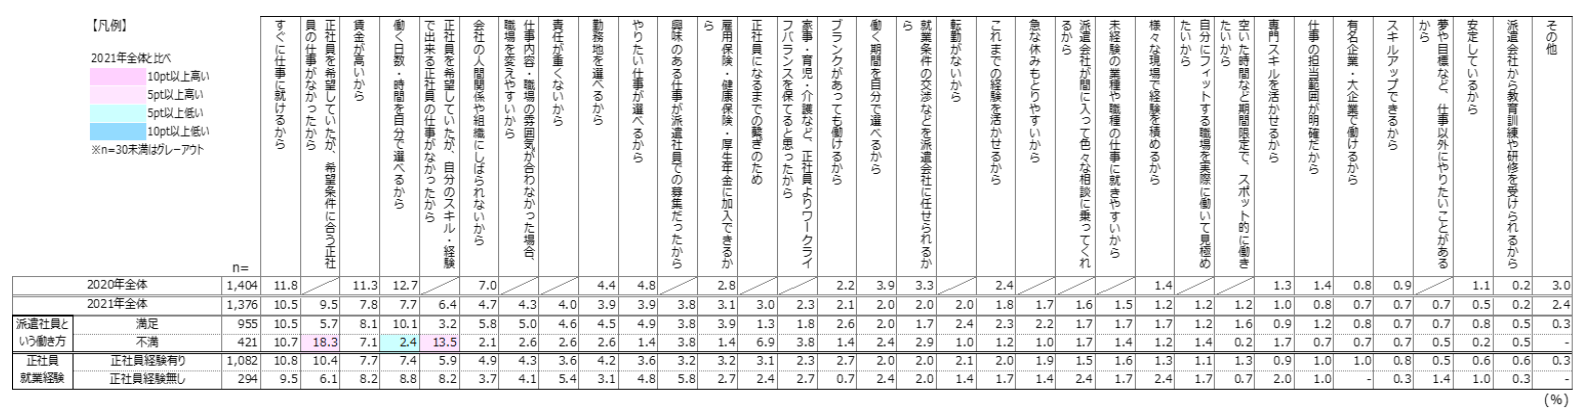 【凡例】
2021年全体と比べ
10pt以上高い
5pt以上高い
5pt以上低い
10pt以上低い
※n=30未満はグレーアウト
n=
すぐに仕事に就けるから
正社員を希望していたが、希望条件に合う正社
員の仕事がなかったから
賃金が高いから
働く日数・時間を自分で選べるから
正社員を希望していたが、自分のスキル・経験
で出来る正社員の仕事がなかったから
会社の人間関係や組織にしばられないから
仕事内容・職場の雰囲気が合わなかった場合、
職場を変えやすいから
責任が重くないから
勤務地を選べるから
やりたい仕事が選べるから
興味のある仕事が派遣社員での募集だったから
雇用保険・健康保険・厚生年金に加入できるか
ら
正社員になるまでの繋ぎのため
家事・育児・介護など、正社員よりワークライ
フバランスを保てると思ったから
ブランクがあっても働けるから
働く期間を自分で選べるから
就業条件の交渉などを派遣会社に任せられるか
ら
転勤がないから
これまでの経験を活かせるから
急な休みもとりやすいから
派遣会社が間に入って色々な相談に乗ってくれ
るから
未経験の業種や職種の仕事に就きやすいから
様々な現場で経験を積めるから
自分にフィットする職場を実際に働いて見極め
たいから
空いた時間など期間限定で、スポット的に働き
たいから
専門スキルを活かせるから
仕事の担当範囲が明確だから
有名企業・大企業で働けるから
スキルアップできるから
夢や目標など、仕事以外にやりたいことがある
から
安定しているから
派遣会社から教育訓練や研修を受けられるから
その他
2020年全体 1,404 11.8 11.3 12.7 7.0 4.4 4.8 2.8 2.2 3.9 3.3 2.4 1.4 1.3 1.4 0.8 0.9 1.1 0.2 3.0
2021年全体 1,376 10.5 9.5 7.8 7.7 6.4 4.7 4.3 4.0 3.9 3.9 3.8 3.1 3.0 2.3 2.1 2.0 2.0 2.0 1.8 1.7 1.6 1.5 1.2 1.2 1.2 1.0 0.8 0.7 0.7 0.7 0.5 0.2 2.4
派遣社員と 満足 955 10.5 5.7 8.1 10.1 3.2 5.8 5.0 4.6 4.5 4.9 3.8 3.9 1.3 1.8 2.6 2.0 1.7 2.4 2.3 2.2 1.7 1.7 1.7 1.2 1.6 0.9 1.2 0.8 0.7 0.7 0.8 0.5 0.3
いう働き方 不満 421 10.7 18.3 7.1 2.4 13.5 2.1 2.6 2.6 2.6 1.4 3.8 1.4 6.9 3.8 1.4 2.4 2.9 1.0 1.2 1.0 1.7 1.4 1.2 1.4 0.2 1.7 0.7 0.7 0.7 0.5 0.2 0.5 -
正社員 正社員経験有り 1,082 10.8 10.4 7.7 7.4 5.9 4.9 4.3 3.6 4.2 3.6 3.2 3.2 3.1 2.3 2.7 2.0 2.0 2.1 2.0 1.9 1.5 1.6 1.3 1.1 1.3 0.9 1.0 1.0 0.8 0.5 0.6 0.6 0.3
就業経験 正社員経験無し 294 9.5 6.1 8.2 8.8 8.2 3.7 4.1 5.4 3.1 4.8 5.8 2.7 2.4 2.7 0.7 2.4 2.0 1.4 1.7 1.4 2.4 1.7 2.4 1.7 0.7 2.0 1.0 - 0.3 1.4 1.0 0.3 -
(%)